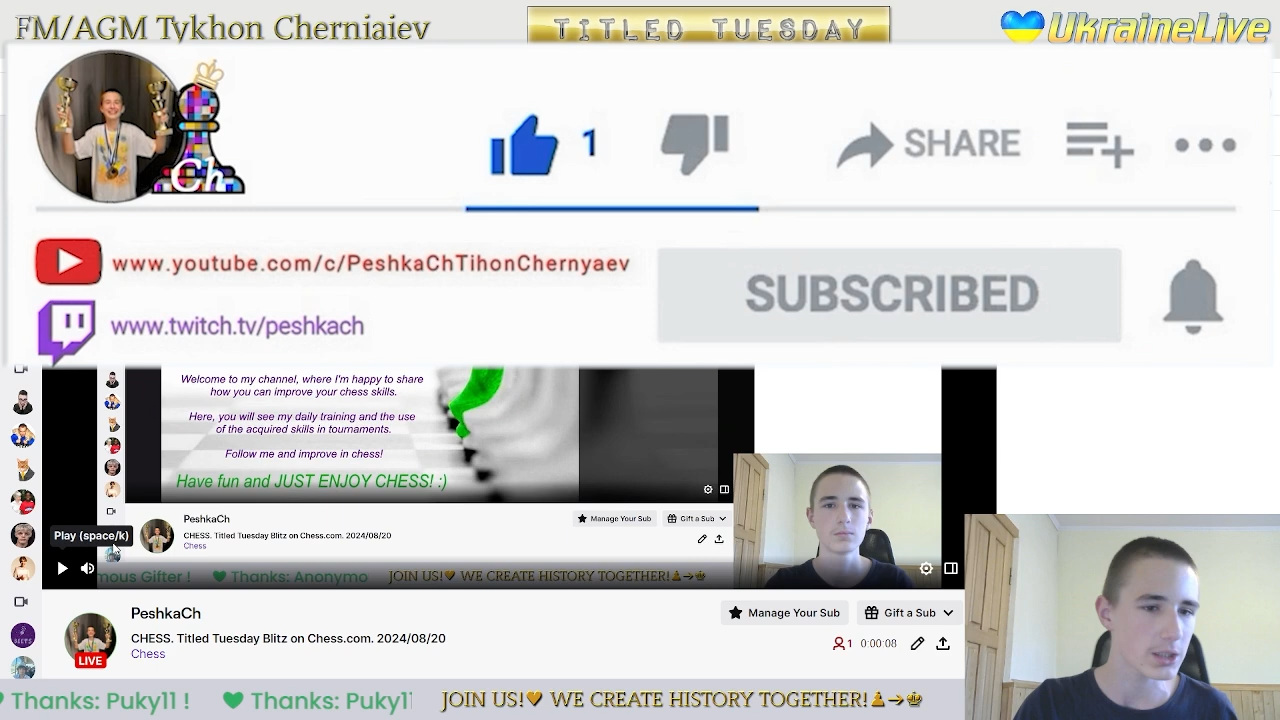 FM/AGM Tykhon Cherniaiev
TITLED TUESDAY
UkraineLive
Ch
1
SHARE
www.youtube.com/c/PeshkaChTihonChernyaev
SUBSCRIBED
www.twitch.tv/peshkach
Welcome to my channel, where I'm happy to share
how you can improve your chess skills.
Here, you will see my daily training and the use
of the acquired skills in tournaments.
Follow me and improve in chess!
Have fun and JUST ENJOY CHESS! :)
PeshkaCh
Manage Your Sub
Gift a Sub
CHESS. Titled Tuesday Blitz on Chess.com. 2024/08/20
Chess
Play (space/k)
mous Gifter !
Thanks: Anonymo
JOIN US! WE CREATE HISTORY TOGETHER!
PeshkaCh
Manage Your Sub
Gift a Sub
CHESS. Titled Tuesday Blitz on Chess.com. 2024/08/20
1 0:00:08
Chess
LIVE
Thanks: Puky11 !
Thanks: Puky11
JOIN US! WE CREATE HISTORY TOGETHER!